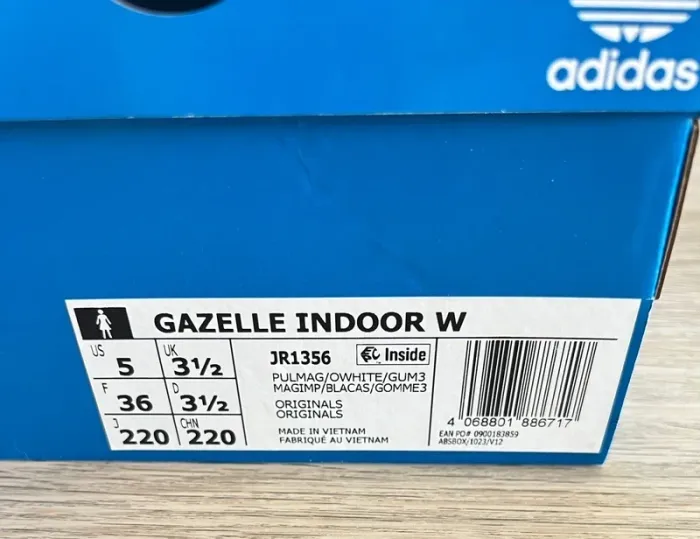 adidas
GAZELLE INDOOR W
US 5 UK 3½
F 36 D 3½
J 220 CHN 220
JR1356 Inside
PULMAG/OWHITE/GUM3
MAGIMP/BLACAS/GOMME3
ORIGINALS
ORIGINALS
MADE IN VIETNAM
FABRIQUÉ AU VIETNAM
4 068801 886717
EAN PO# 0900183859
ABSBOX/1023/V12